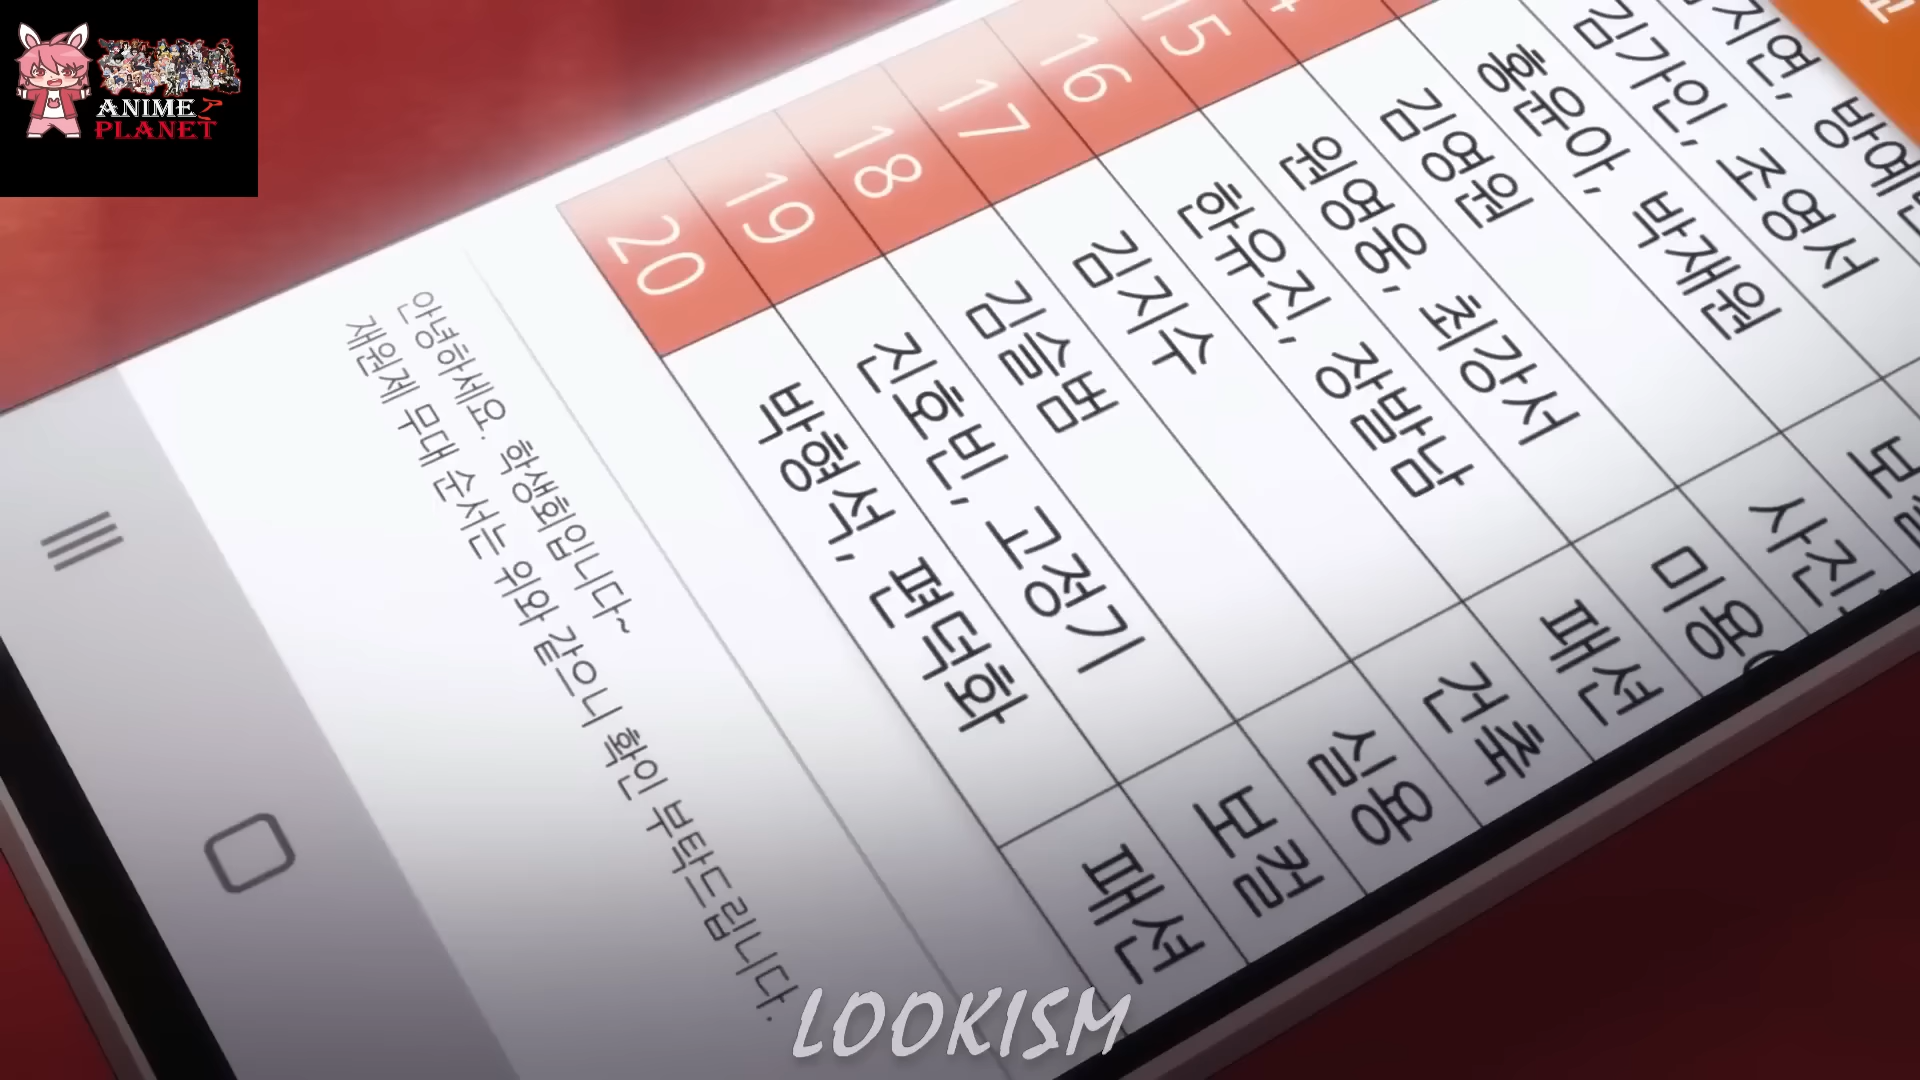 ANIME ア
PLANET
지연, 방예
김가인, 조영서
홍윤아, 박재원
김영원 사진
15 원영웅, 최강서 미용
16 한유진, 장발남 패션
17 김지수 건축
18 김슬범 실용
19 진호빈, 고정기 보컬
20 박형석, 편덕화 패션
안녕하세요. 학생회입니다~
재원제 무대 순서는 위와 같으니 확인 부탁드립니다.
LOOKISM